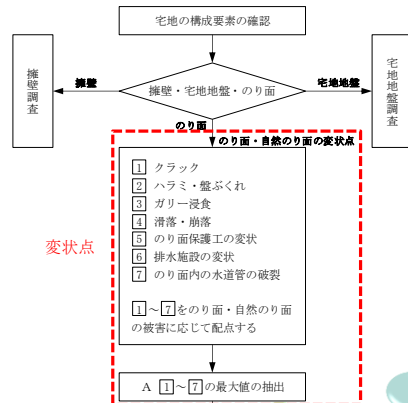 宅地の構成要素の確認
擁壁・宅地地盤・のり面
擁壁
宅地地盤
擁壁調査
宅地地盤調査
のり面
のり面・自然のり面の変状点
変状点
1 クラック
2 ハラミ・盤ぶくれ
3 ガリー浸食
4 滑落・崩落
5 のり面保護工の変状
6 排水施設の変状
7 のり面内の水道管の破裂
1～7をのり面・自然のり面
の被害に応じて配点する
A 1～7の最大値の抽出